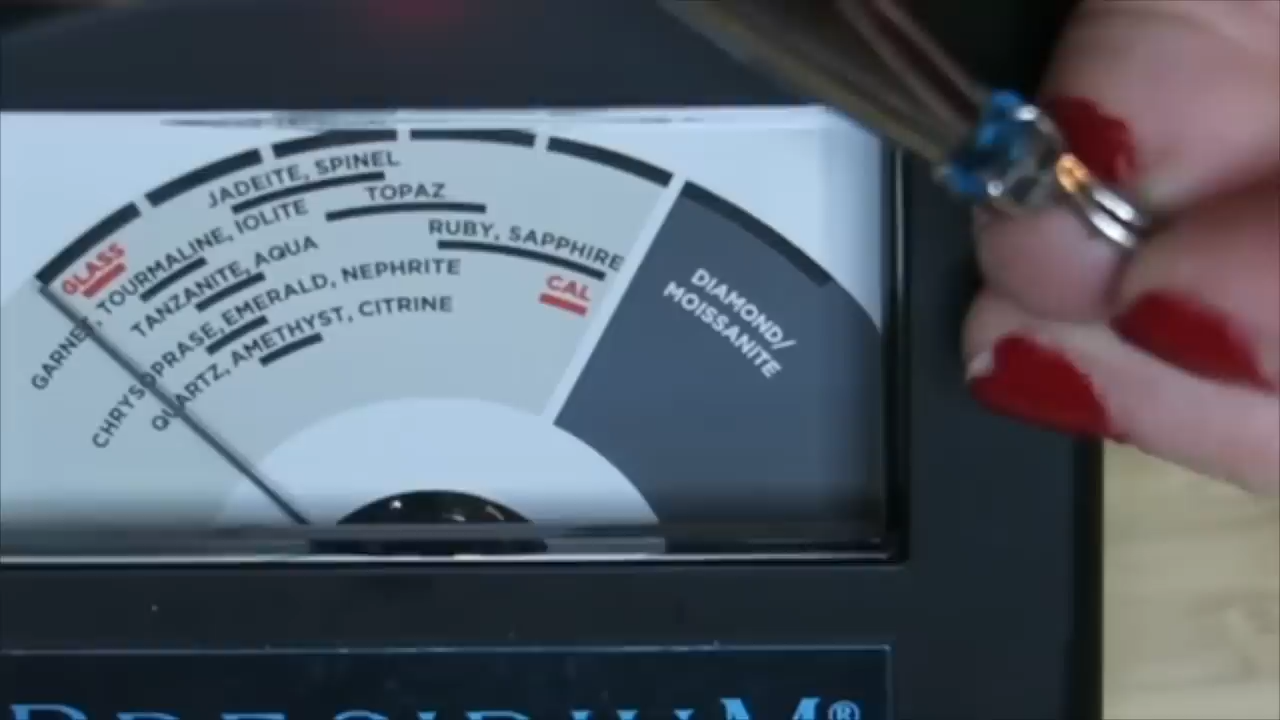 JADEITE, SPINEL
TOPAZ
RUBY, SAPPHIRE
GLASS
GARNET, TOURMALINE, IOLITE
TANZANITE, AQUA
CHRYSOPRASE, EMERALD, NEPHRITE
QUARTZ, AMETHYST, CITRINE
CAL
DIAMOND/
MOISSANITE
PRESIDIUM®